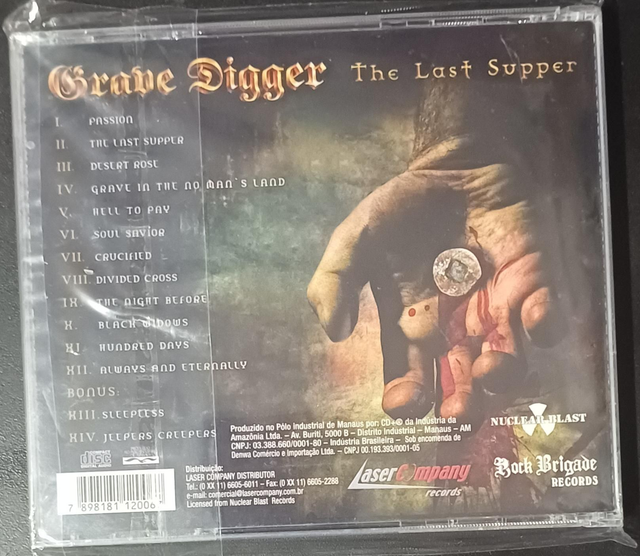 Grave Digger The Last Supper
I. PASSION
II. THE LAST SUPPER
III. DESERT ROSE
IV. GRAVE IN THE NO MAN'S LAND
V. HELL TO PAY
VI. SOUL SAVIOR
VII. CRUCIFIED
VIII. DIVIDED CROSS
IX. THE NIGHT BEFORE
X. BLACK WIDOWS
XI. HUNDRED DAYS
XII. ALWAYS AND ETERNALLY
BONUS:
XIII. SLEEPLESS
XIV. JEEPERS CREEPERS
Produzido no Pólo Industrial de Manaus por: CD+® da Indústria da
Amazônia Ltda. – Av. Buriti, 5000 B – Distrito Industrial – Manaus – AM
CNPJ: 03.388.660/0001-80 – Indústria Brasileira – Sob encomenda de
Denwa Comércio e Importação Ltda. – CNPJ 00.193.393/0001-05
NUCLEAR BLAST
disc
Distribuição:
LASER COMPANY DISTRIBUTOR
Tel.: (0 XX 11) 6605-6011 – Fax: (0 XX 11) 6605-2288
e-mail: comercial@lasercompany.com.br
Licensed from Nuclear Blast Records
Laser Company
records
Rock Brigade
RECORDS
7 898181 12006